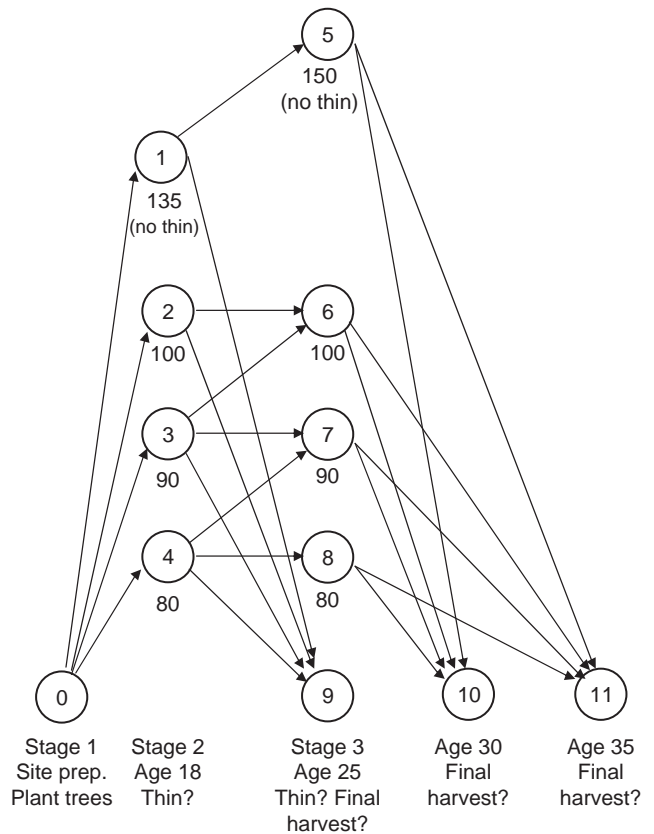 5
150
(no thin)
1
135
(no thin)
2
100
6
100
3
90
7
90
4
80
8
80
0
9
10
11
Stage 1
Site prep.
Plant trees
Stage 2
Age 18
Thin?
Stage 3
Age 25
Thin? Final
harvest?
Age 30
Final
harvest?
Age 35
Final
harvest?